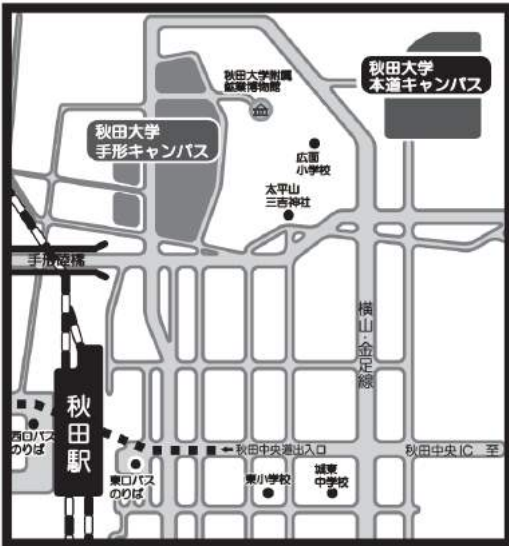 秋田大学附属
鉱業博物館
秋田大学
本道キャンパス
秋田大学
手形キャンパス
広面
小学校
太平山
三吉神社
手形陸橋
横山・金足線
秋田駅
西口バス
のりば
←秋田中央道出入口
秋田中央IC 至
東口バス
のりば
東小学校
城東
中学校